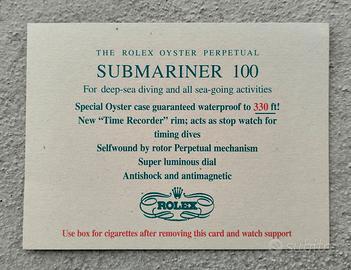 THE ROLEX OYSTER PERPETUAL
SUBMARINER 100
For deep-sea diving and all sea-going activities
Special Oyster case guaranteed waterproof to 330 ft!
New “Time Recorder” rim; acts as stop watch for
timing dives
Selfwound by rotor Perpetual mechanism
Super luminous dial
Antishock and antimagnetic
ROLEX
Use box for cigarettes after removing this card and watch support
subito